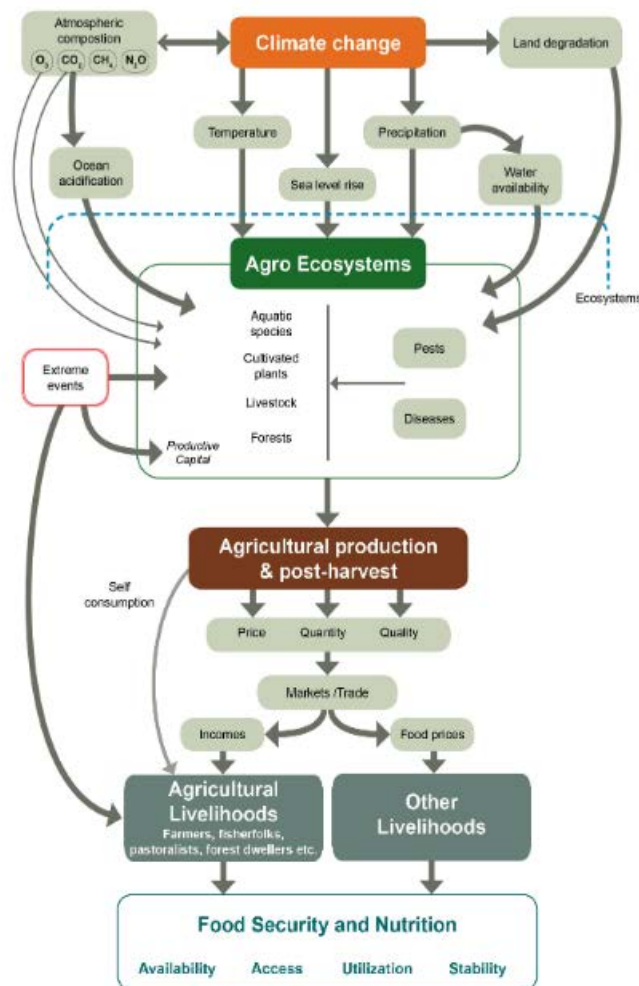 Atmospheric
compostion
O3 CO2 CH4 N2O
Climate change
Land degradation
Temperature
Precipitation
Ocean
acidification
Sea level rise
Water
availability
Agro Ecosystems
Ecosystems
Aquatic
species
Cultivated
plants
Livestock
Forests
Pests
Diseases
Extreme
events
Productive
Capital
Agricultural production
& post-harvest
Self
consumption
Price Quantity Quality
Markets /Trade
Incomes
Food prices
Agricultural
Livelihoods
Farmers, fisherfolks,
pastoralists, forest dwellers etc.
Other
Livelihoods
Food Security and Nutrition
Availability Access Utilization Stability